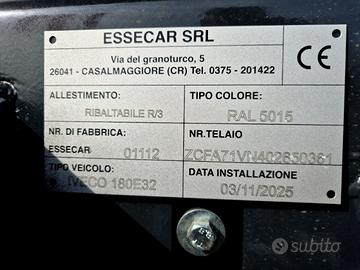 ESSECAR SRL
Via del granoturco, 5
26041 - CASALMAGGIORE (CR) Tel. 0375 - 201422
CE
ALLESTIMENTO:
RIBALTABILE R/3
TIPO COLORE:
RAL 5015
NR. DI FABBRICA:
ESSECAR 01112
NR.TELAIO
ZCFA71VN402650361
TIPO VEICOLO:
IVECO 180E32
DATA INSTALLAZIONE
03/11/2025
8.8
subito